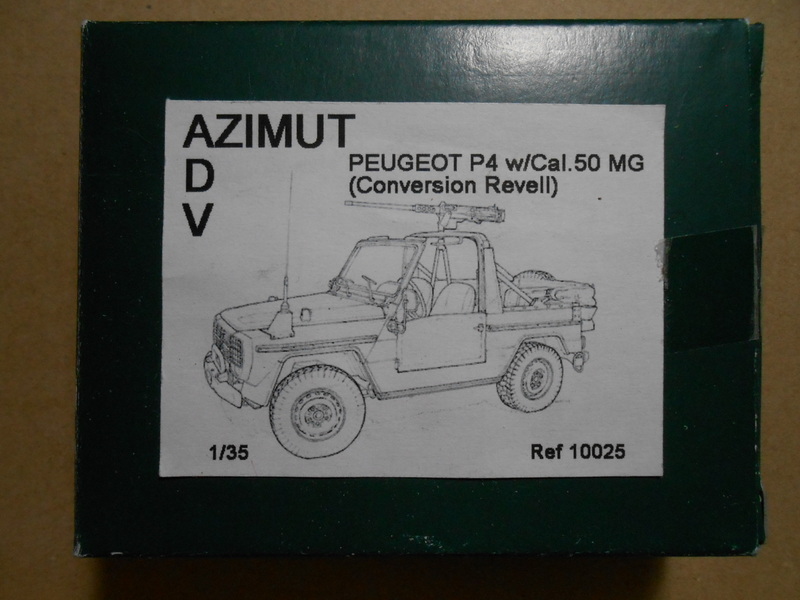 AZIMUT
D
V
PEUGEOT P4 w/Cal.50 MG
(Conversion Revell)
1/35
Ref 10025